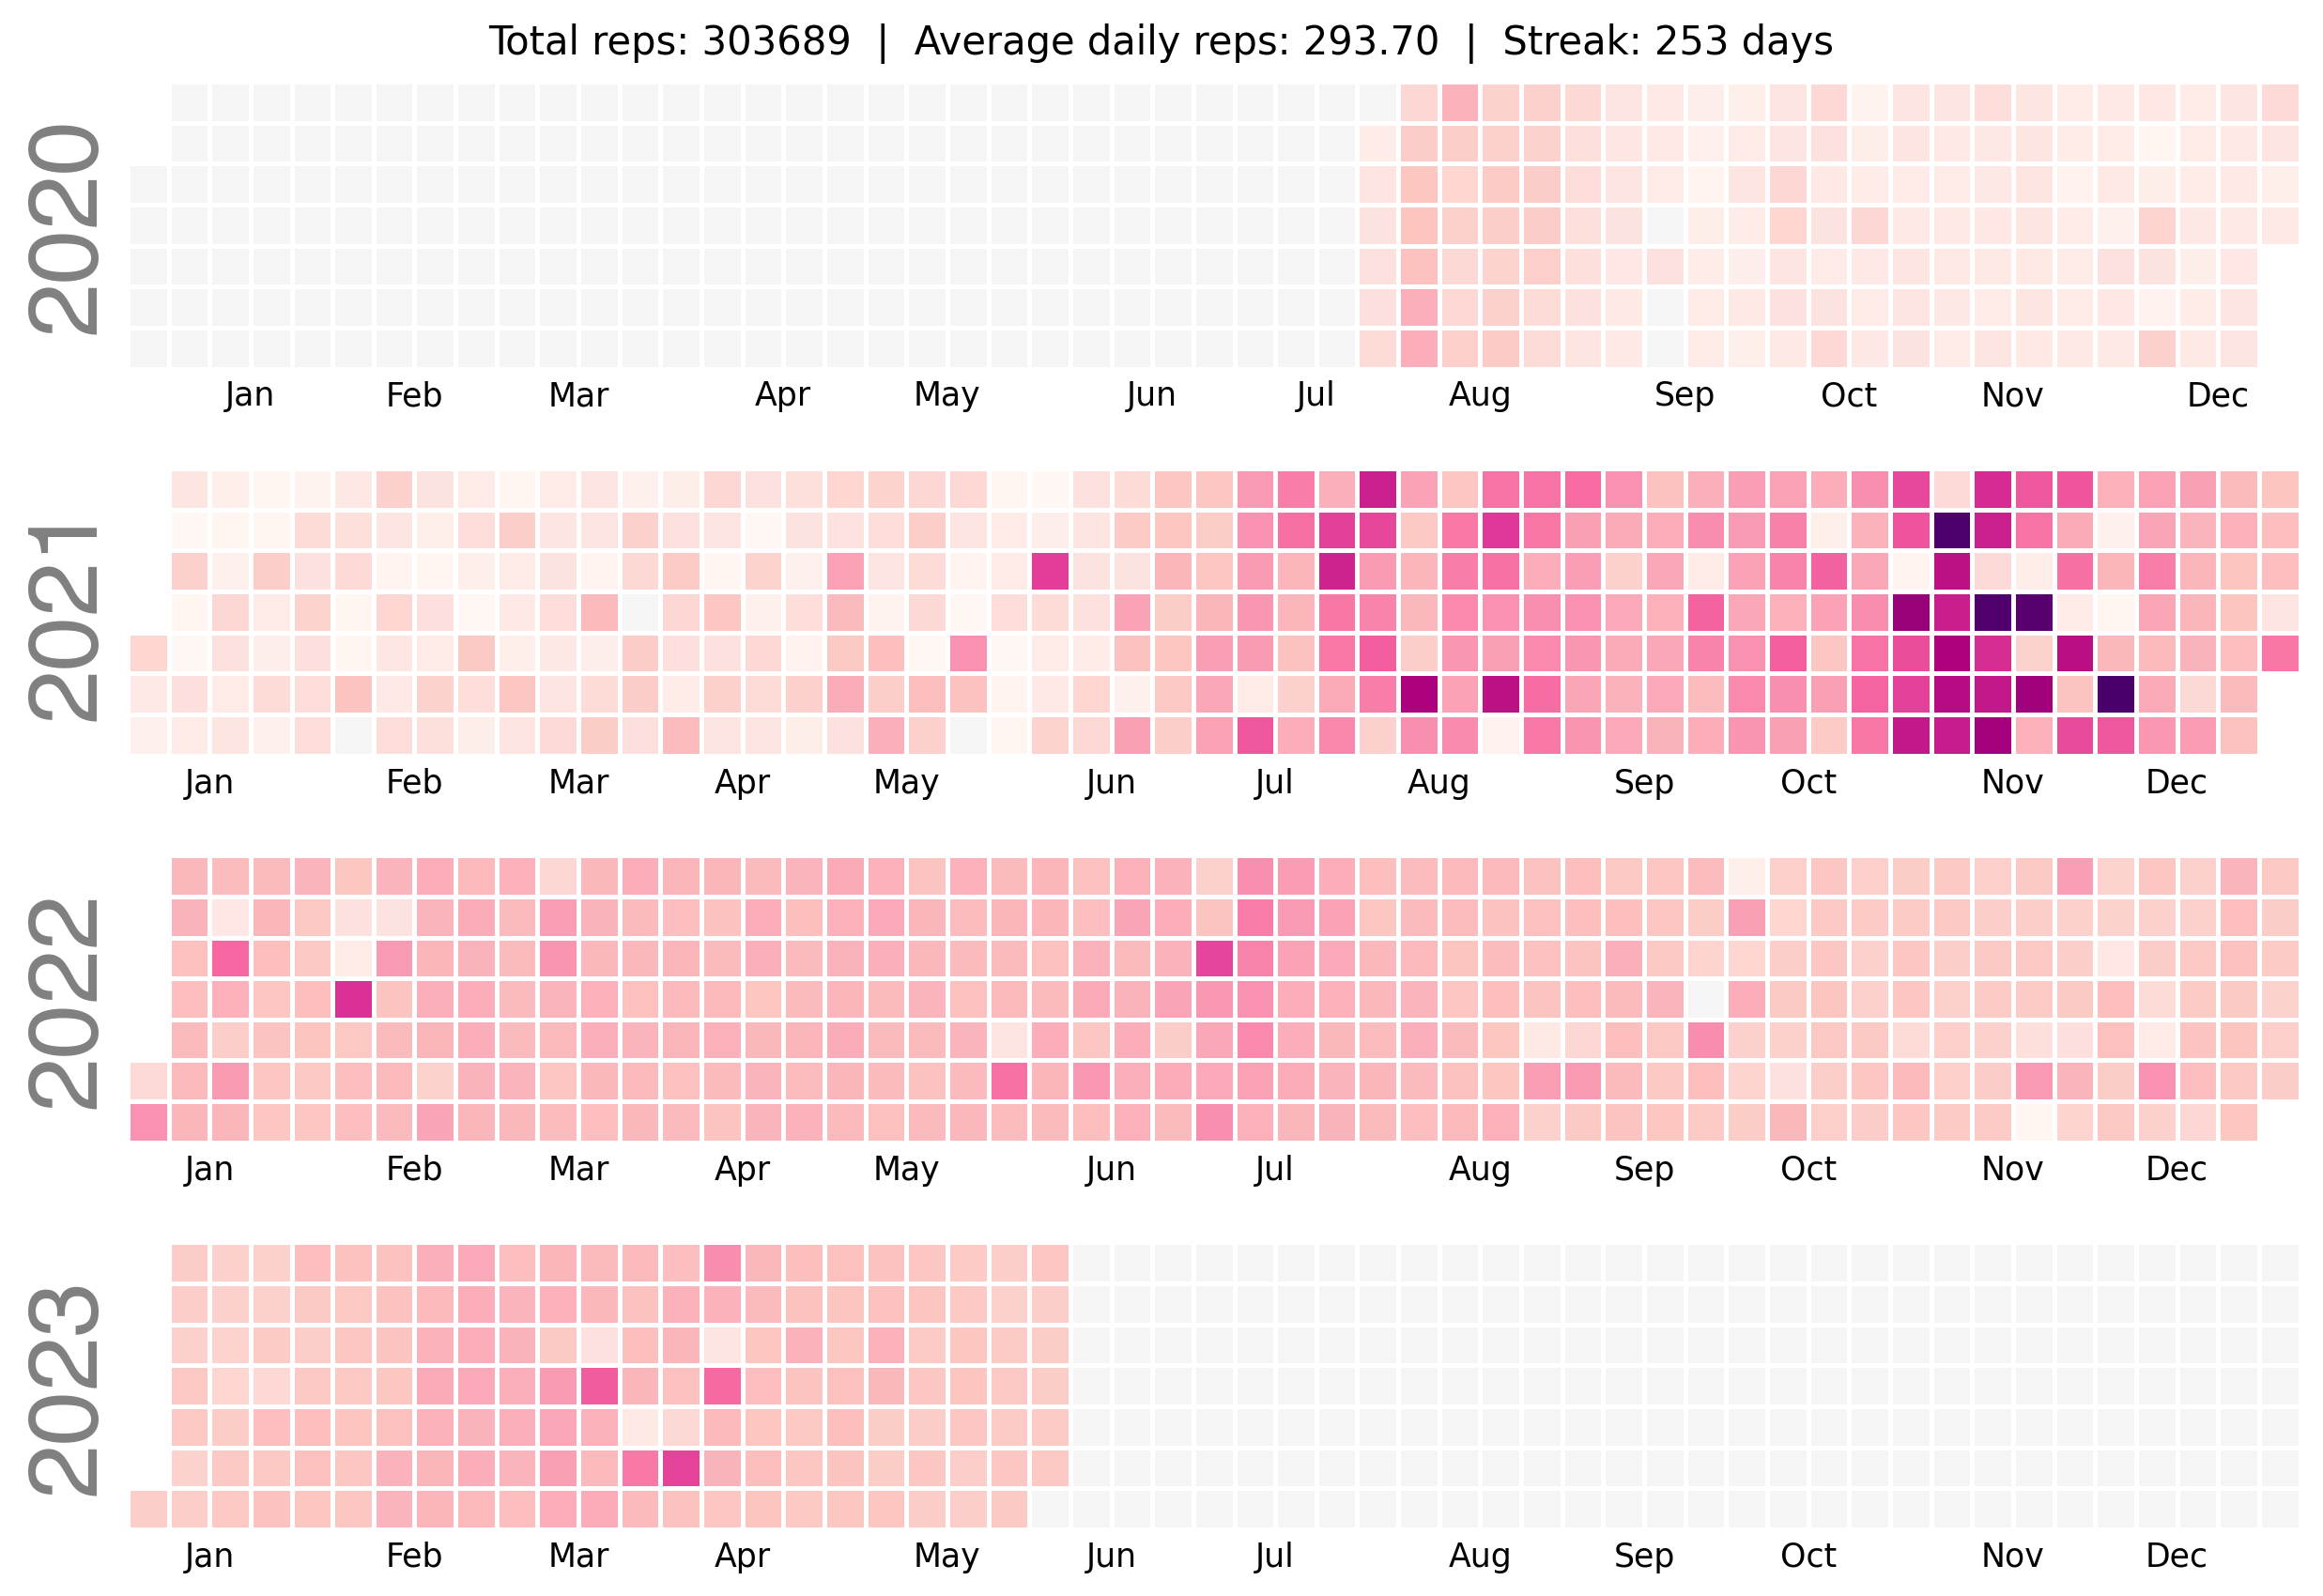 Total reps: 303689 | Average daily reps: 293.70 | Streak: 253 days
2020
Jan Feb Mar Apr May Jun Jul Aug Sep Oct Nov Dec
2021
Jan Feb Mar Apr May Jun Jul Aug Sep Oct Nov Dec
2022
Jan Feb Mar Apr May Jun Jul Aug Sep Oct Nov Dec
2023
Jan Feb Mar Apr May Jun Jul Aug Sep Oct Nov Dec